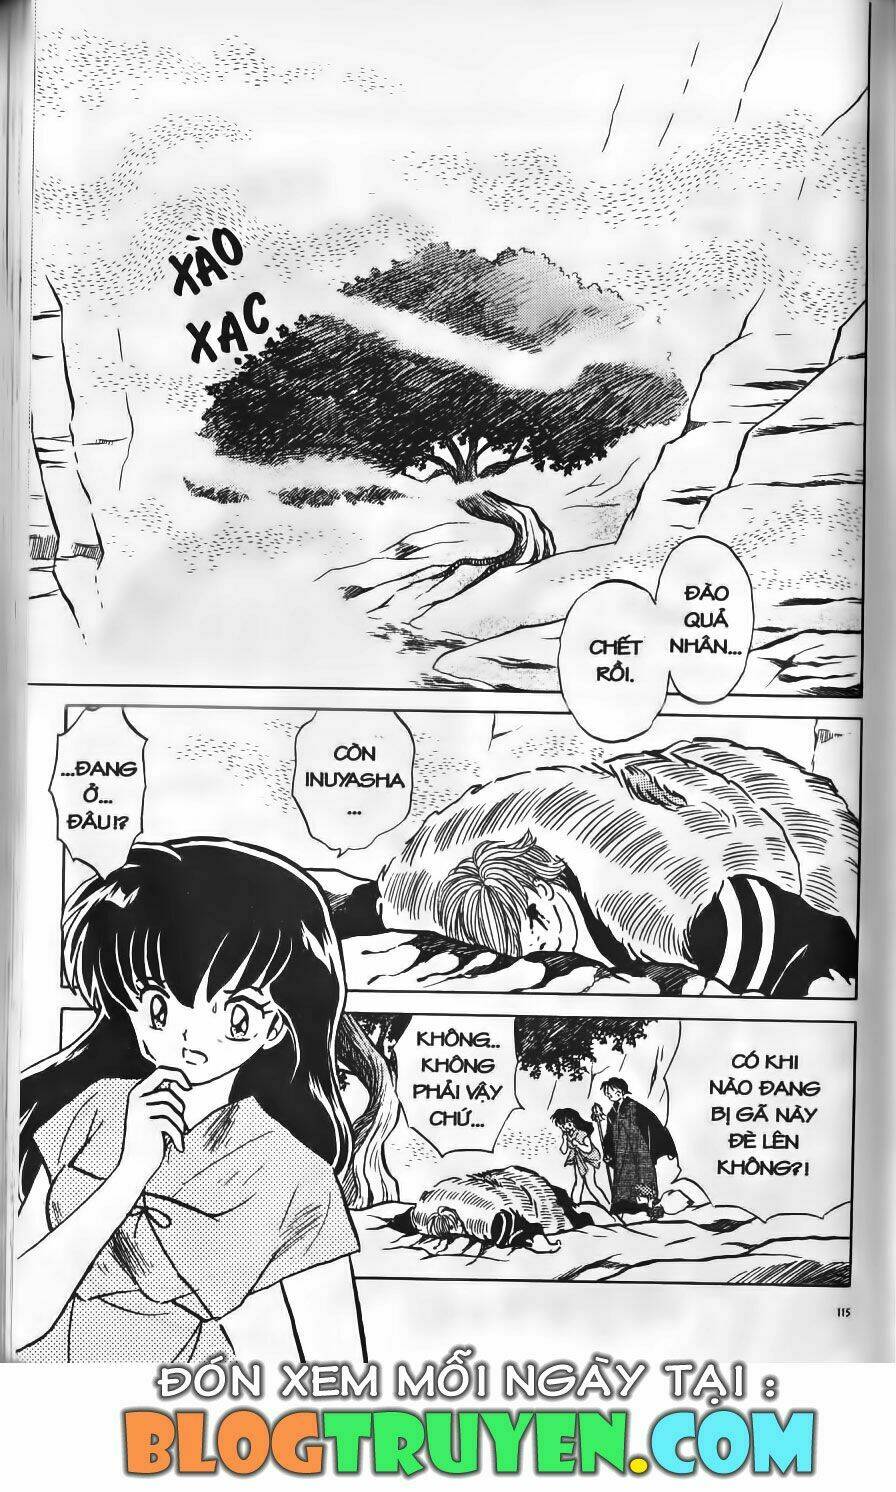 XÀO
XẠC
ĐÀO
QUẢ
NHÂN...
CHẾT
RỒI.
CÒN
INUYASHA
...
...ĐANG
Ở...
ĐÂU!?
CÓ KHI
NÀO ĐANG
BỊ GÃ NÀY
ĐÈ LÊN
KHÔNG?!
KHÔNG...
KHÔNG
PHẢI VẬY
CHỨ...
115
ĐÓN XEM MỖI NGÀY TẠI :
BLOGTRUYEN.COM